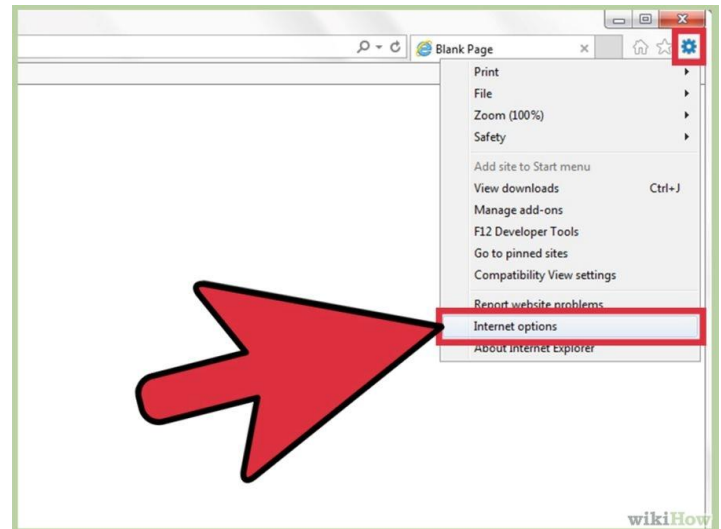 Blank Page
Print
File
Zoom (100%)
Safety
Add site to Start menu
View downloads Ctrl+J
Manage add-ons
F12 Developer Tools
Go to pinned sites
Compatibility View settings
Report website problems
Internet options
About Internet Explorer
wikiHow